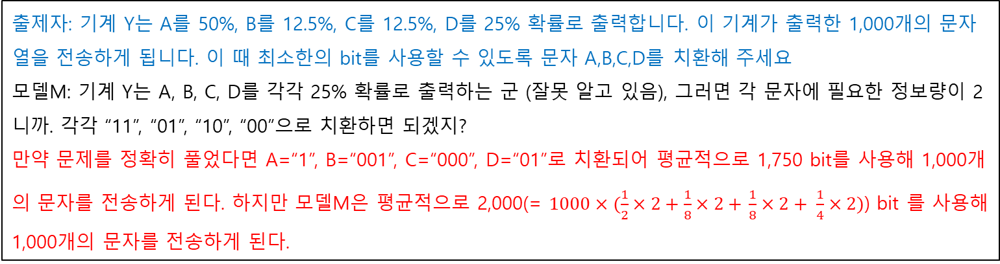 출제자: 기계 Y는 A를 50%, B를 12.5%, C를 12.5%, D를 25% 확률로 출력합니다. 이 기계가 출력한 1,000개의 문자
열을 전송하게 됩니다. 이 때 최소한의 bit를 사용할 수 있도록 문자 A,B,C,D를 치환해 주세요
모델M: 기계 Y는 A, B, C, D를 각각 25% 확률로 출력하는 군 (잘못 알고 있음), 그러면 각 문자에 필요한 정보량이 2
니까. 각각 “11”, “01”, “10”, “00”으로 치환하면 되겠지?
만약 문제를 정확히 풀었다면 A=“1”, B=“001”, C=“000”, D=“01”로 치환되어 평균적으로 1,750 bit를 사용해 1,000개
의 문자를 전송하게 된다. 하지만 모델M은 평균적으로 2,000(= 1000 × (1/2 × 2 + 1/8 × 2 + 1/8 × 2 + 1/4 × 2)) bit 를 사용해
1,000개의 문자를 전송하게 된다.